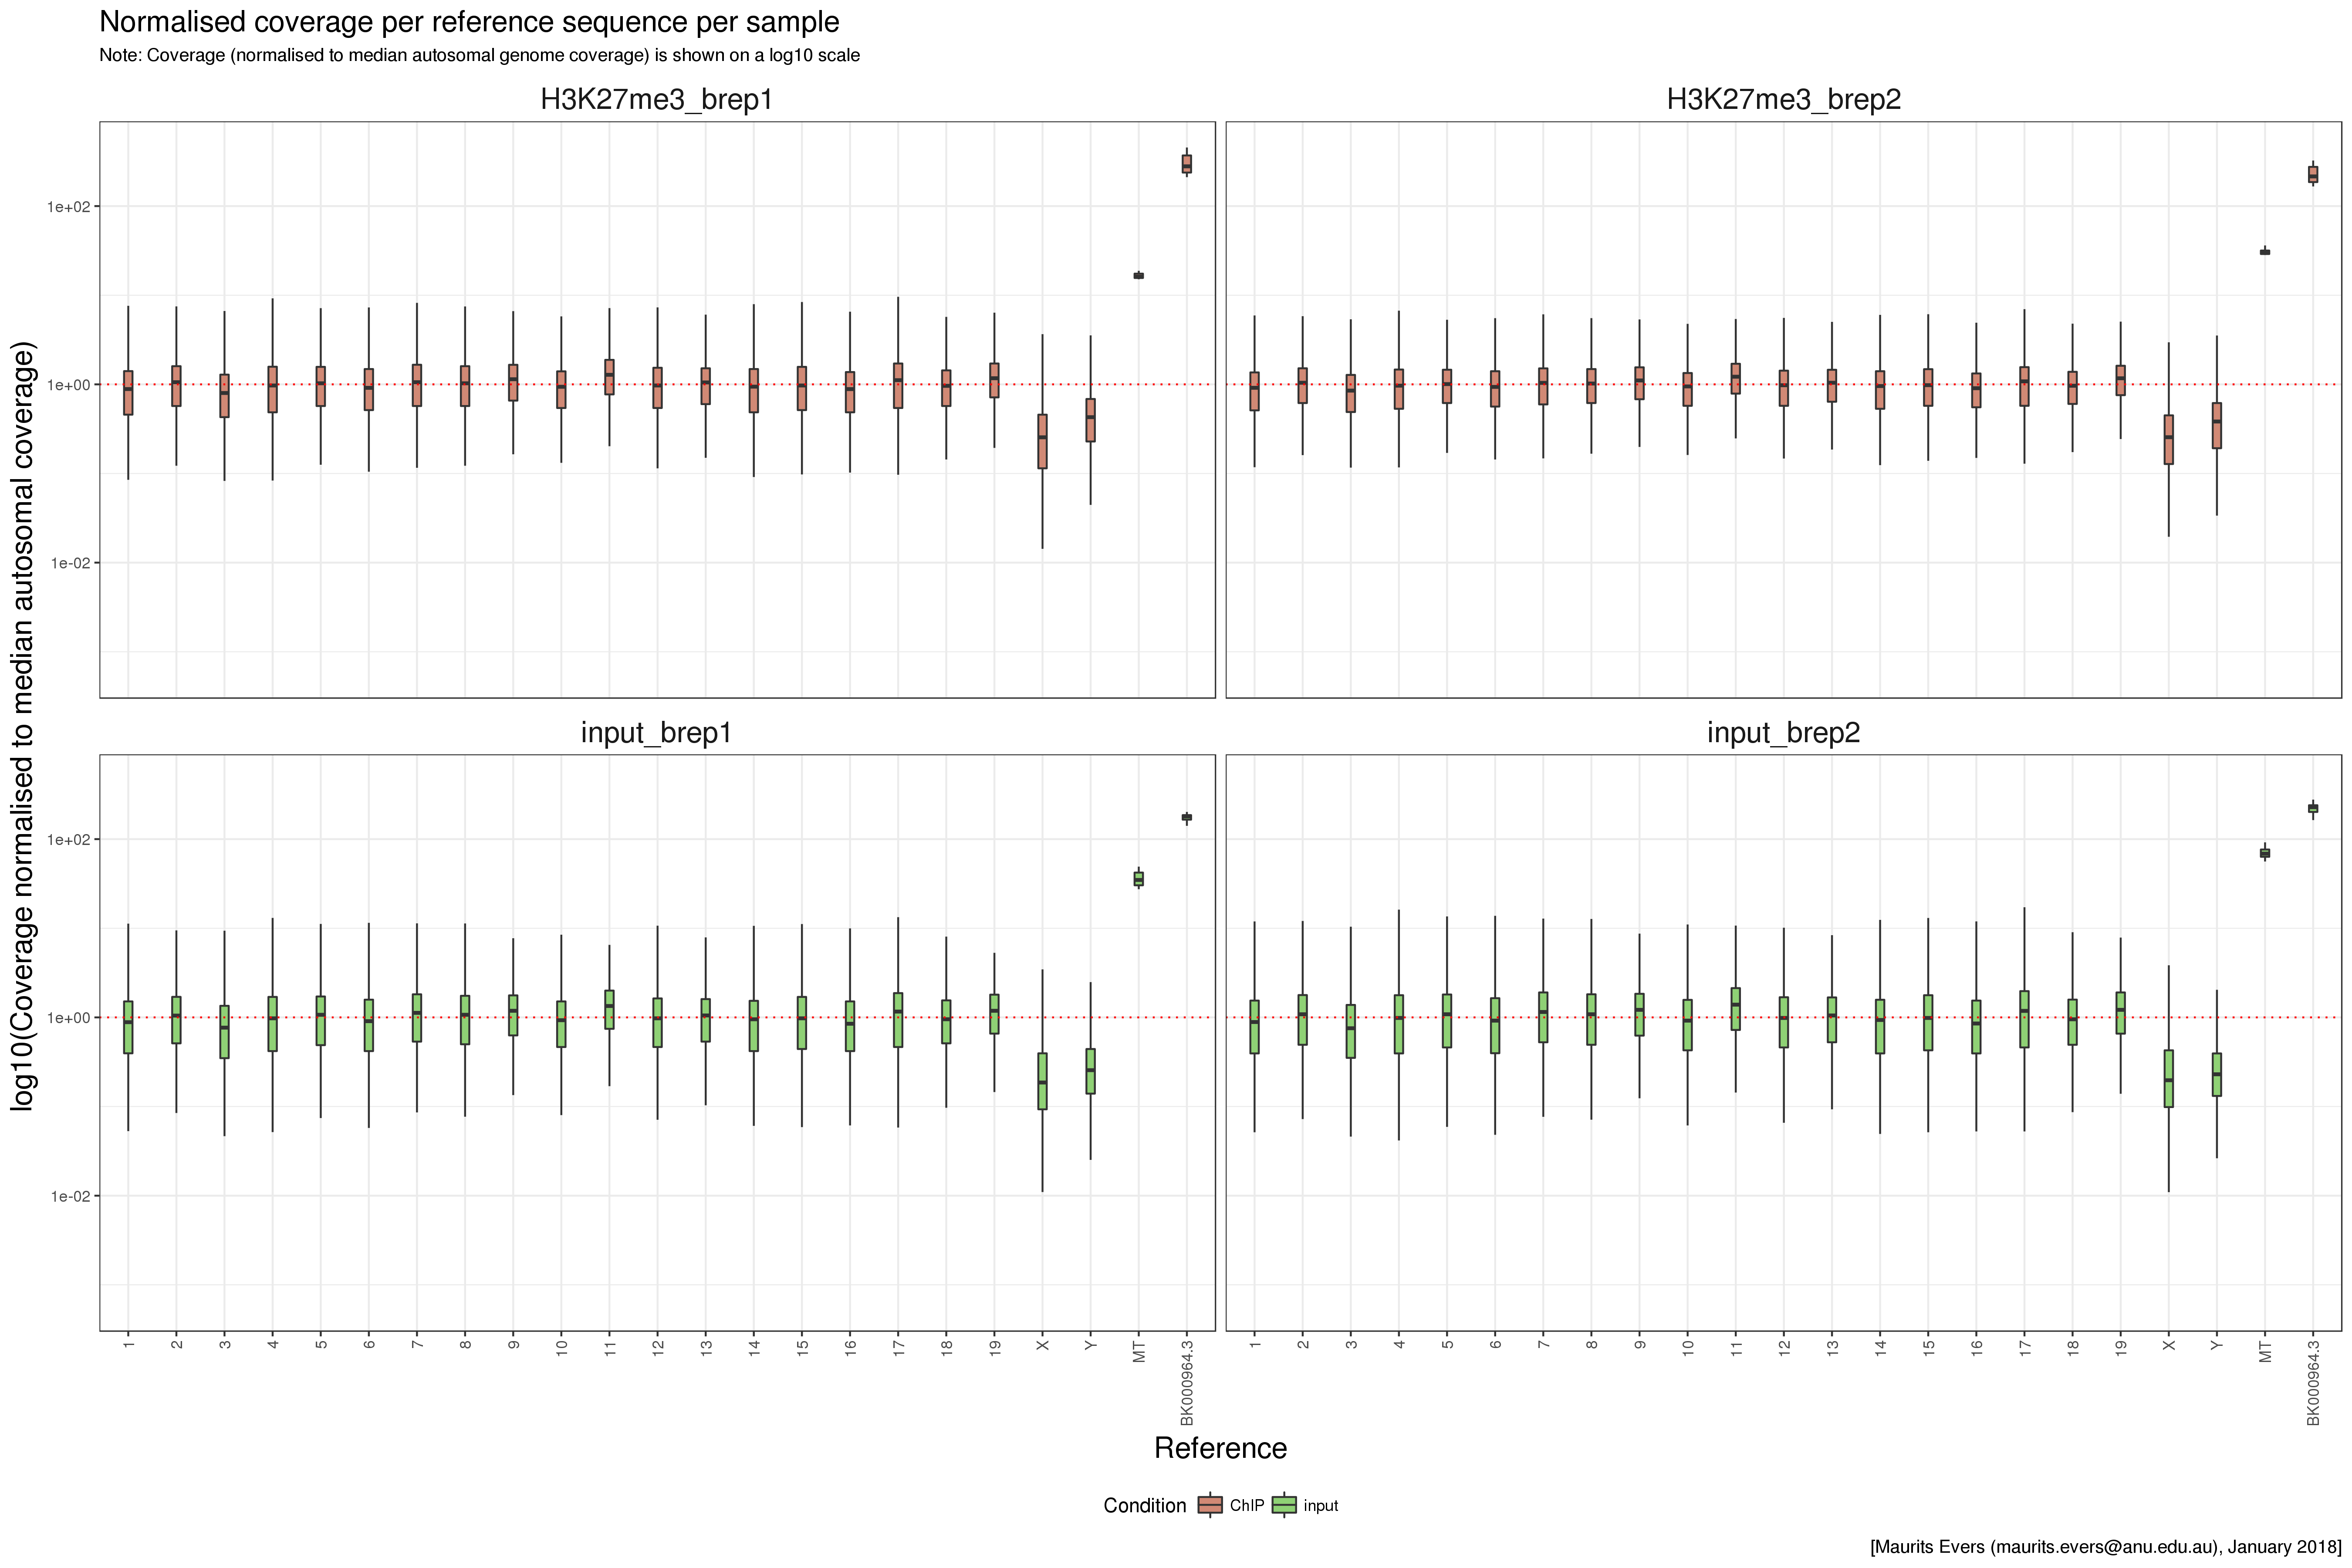 Normalised coverage per reference sequence per sample
Note: Coverage (normalised to median autosomal genome coverage) is shown on a log10 scale
log10(Coverage normalised to median autosomal coverage)
H3K27me3_brep1
H3K27me3_brep2
1e+02
1e+00
1e-02
input_brep1
input_brep2
1e+02
1e+00
1e-02
1 2 3 4 5 6 7 8 9 10 11 12 13 14 15 16 17 18 19 X Y MT BK000964.3
1 2 3 4 5 6 7 8 9 10 11 12 13 14 15 16 17 18 19 X Y MT BK000964.3
Reference
Condition ChIP input
[Maurits Evers (maurits.evers@anu.edu.au), January 2018]